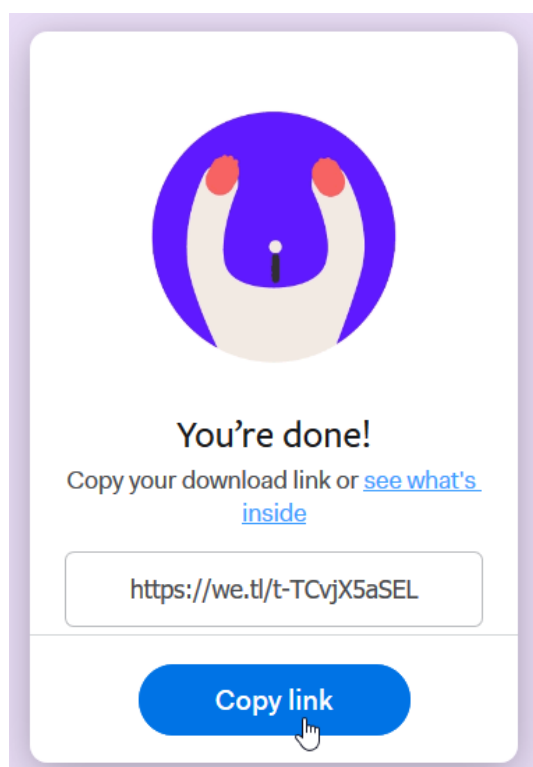 You’re done!
Copy your download link or see what's
inside
https://we.tl/t-TCvjX5aSEL
Copy link